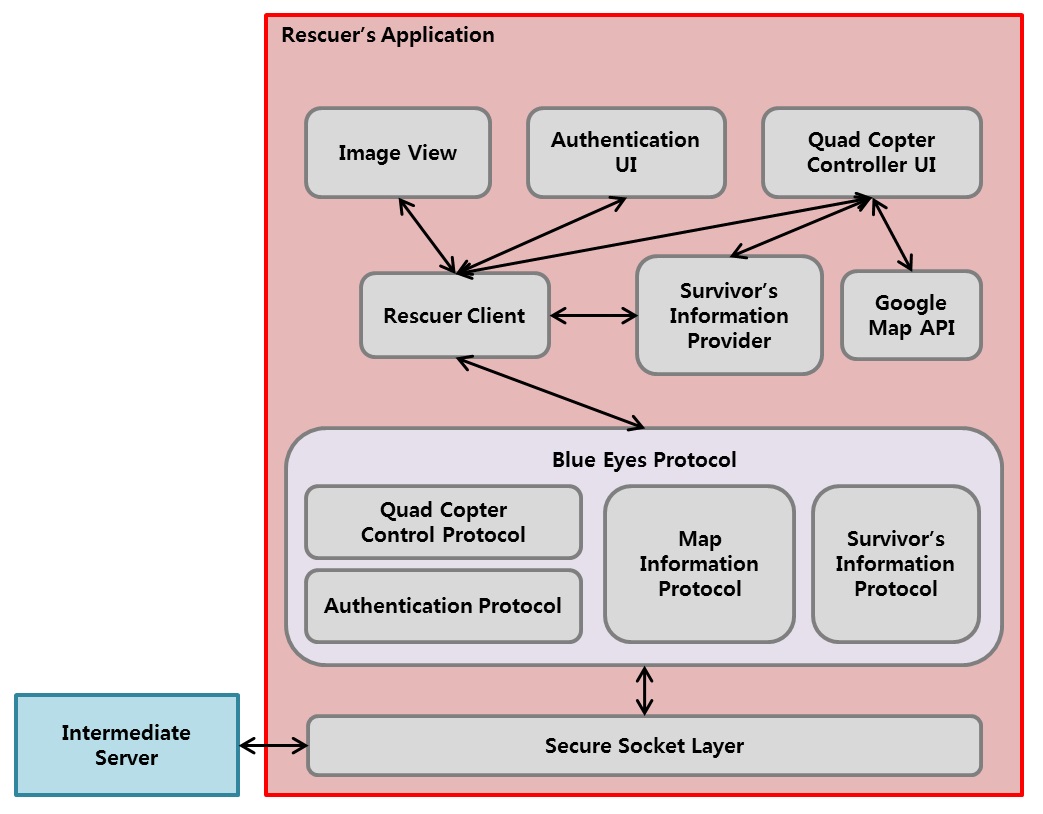 Rescuer’s Application
Image View
Authentication
UI
Quad Copter
Controller UI
Rescuer Client
Survivor’s
Information
Provider
Google
Map API
Blue Eyes Protocol
Quad Copter
Control Protocol
Authentication Protocol
Map
Information
Protocol
Survivor’s
Information
Protocol
Intermediate
Server
Secure Socket Layer